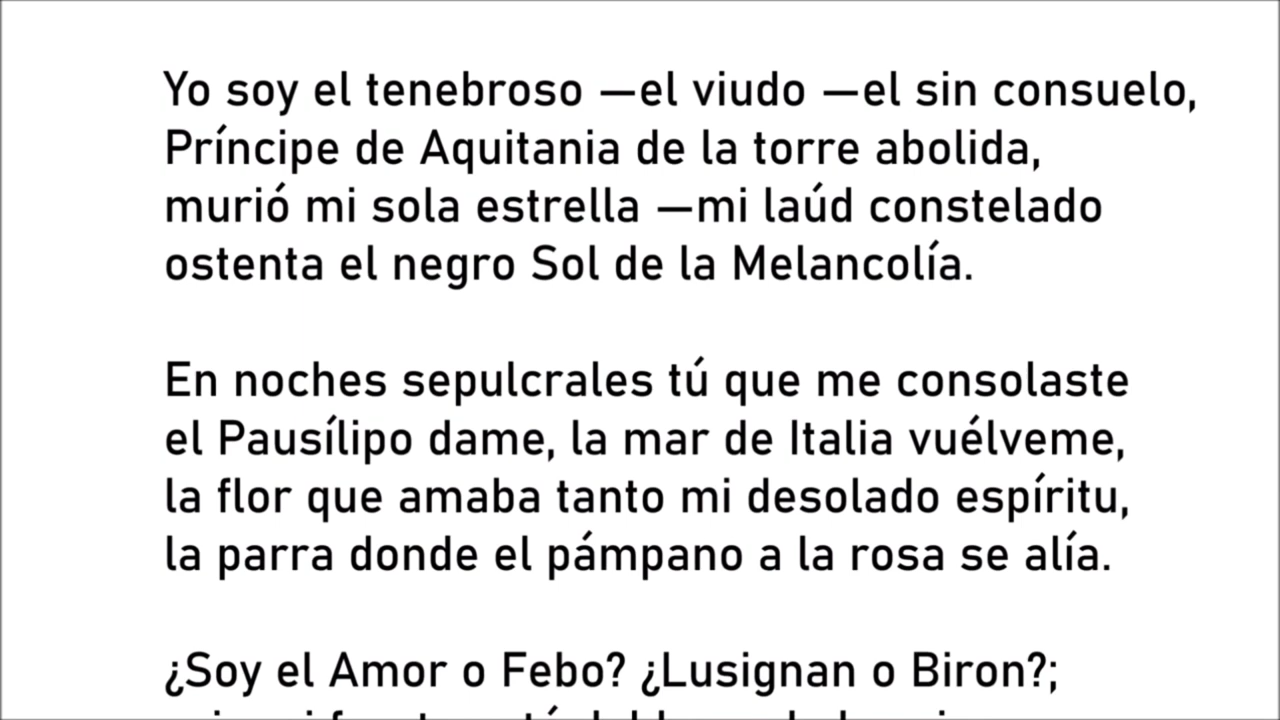 Yo soy el tenebroso —el viudo —el sin consuelo,
Príncipe de Aquitania de la torre abolida,
murió mi sola estrella —mi laúd constelado
ostenta el negro Sol de la Melancolía.
En noches sepulcrales tú que me consolaste
el Pausílipo dame, la mar de Italia vuélveme,
la flor que amaba tanto mi desolado espíritu,
la parra donde el pámpano a la rosa se alía.
¿Soy el Amor o Febo? ¿Lusignan o Biron?;